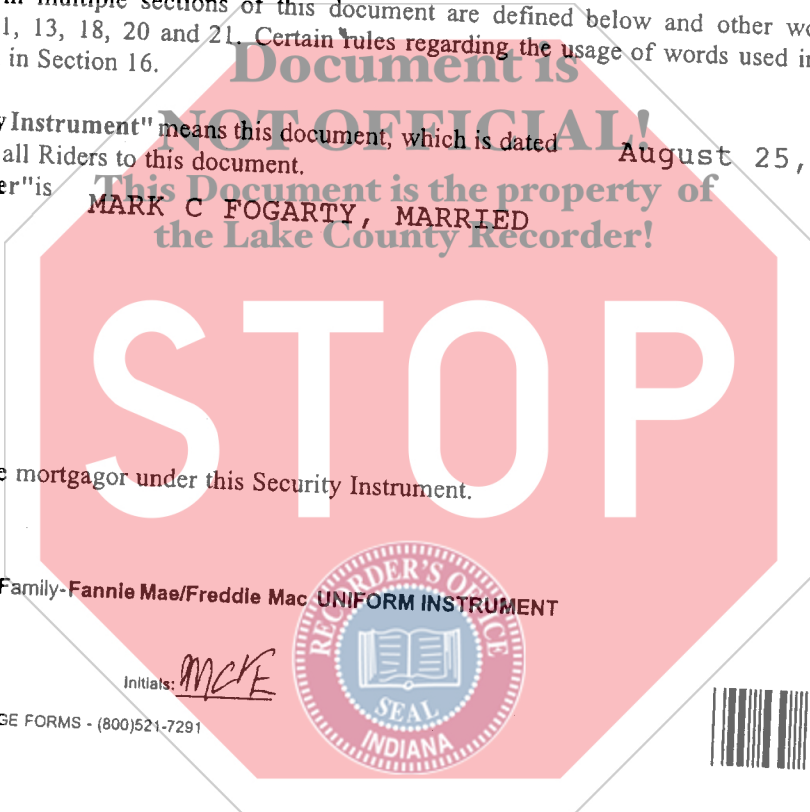 multiple sections of this document are defined below and other wo
1, 13, 18, 20 and 21. Certain rules regarding the usage of words used in
in Section 16.
Document is
NOT OFFICIAL!
This Document is the property of
the Lake County Recorder!
Instrument" means this document, which is dated August 25,
all Riders to this document.
er"is
MARK C FOGARTY, MARRIED
STOP
e mortgagor under this Security Instrument.
Family-Fannie Mae/Freddie Mac UNIFORM INSTRUMENT
RECORDER'S OFFICE
SEAL
INDIANA
Initials:
GE FORMS - (800)521-7291